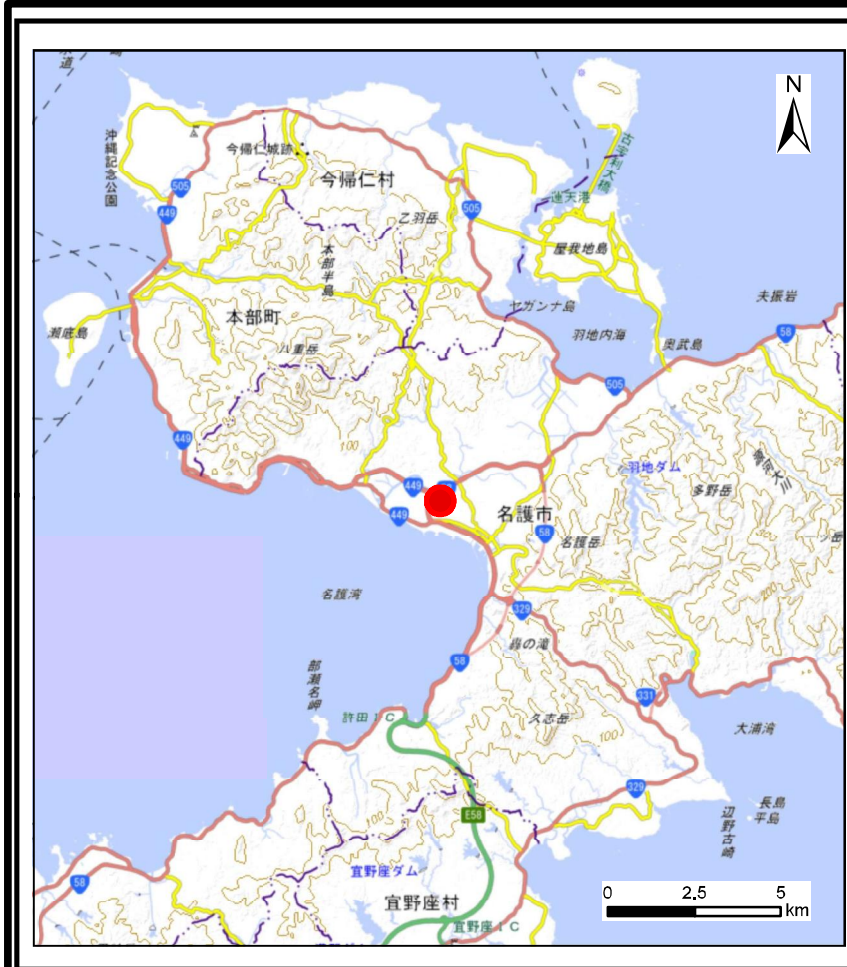 N
沖縄記念公園
今帰仁城跡
今帰仁村
古宇利大橋
運天港
505
449
乙羽岳
505
屋我地島
本部半島
夫振岩
ヤガンナ島
本部町
羽地内海
58
瀬底島
八重岳
奥武島
505
449
100
羽地ダム
449
多野岳
449
名護市
58
名護岳
200
名護湾
329
轟の滝
58
部瀬名岬
331
許田IC
久志岳
100
大浦湾
329
長島
平島
辺野古崎
E58
宜野座ダム
58
宜野座村
宜野座IC
0 2.5 5
km